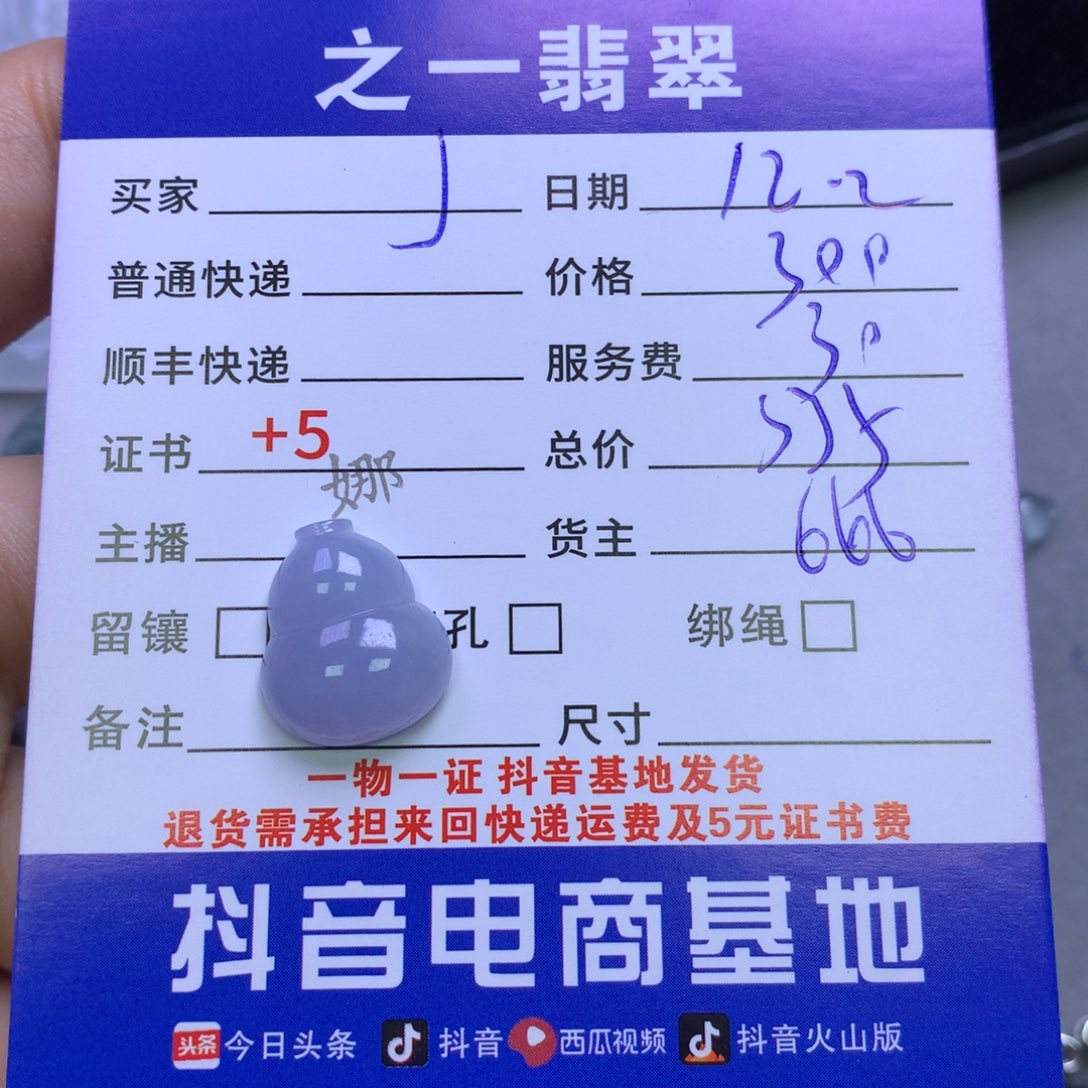 之一翡翠
买家 J 日期 12.2
普通快递 价格 300
顺丰快递 服务费 30
证书 +5 总价 335
主播 娜 货主 666
留镶 孔 绑绳
备注 尺寸
一物一证 抖音基地发货
退货需承担来回快递运费及5元证书费
抖音电商基地
头条 今日头条 抖音 西瓜视频 抖音火山版